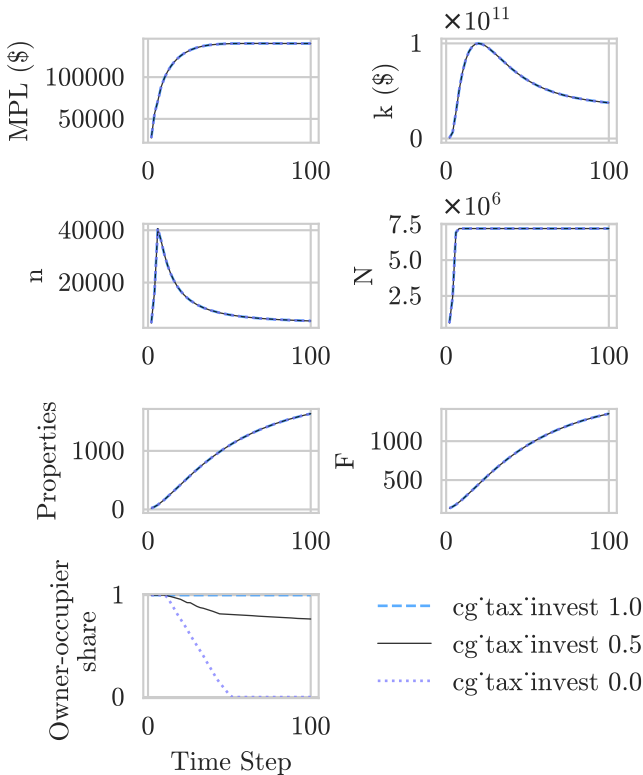 MPL ($)
100000
50000
0
100
×10¹¹
k ($)
1
0
0
100
n
40000
20000
0
100
×10⁶
N
7.5
5.0
2.5
0
100
Properties
1000
0
0
100
F
1000
500
0
100
Owner-occupier
share
1
0
0
100
Time Step
cg˙tax˙invest 1.0
cg˙tax˙invest 0.5
cg˙tax˙invest 0.0